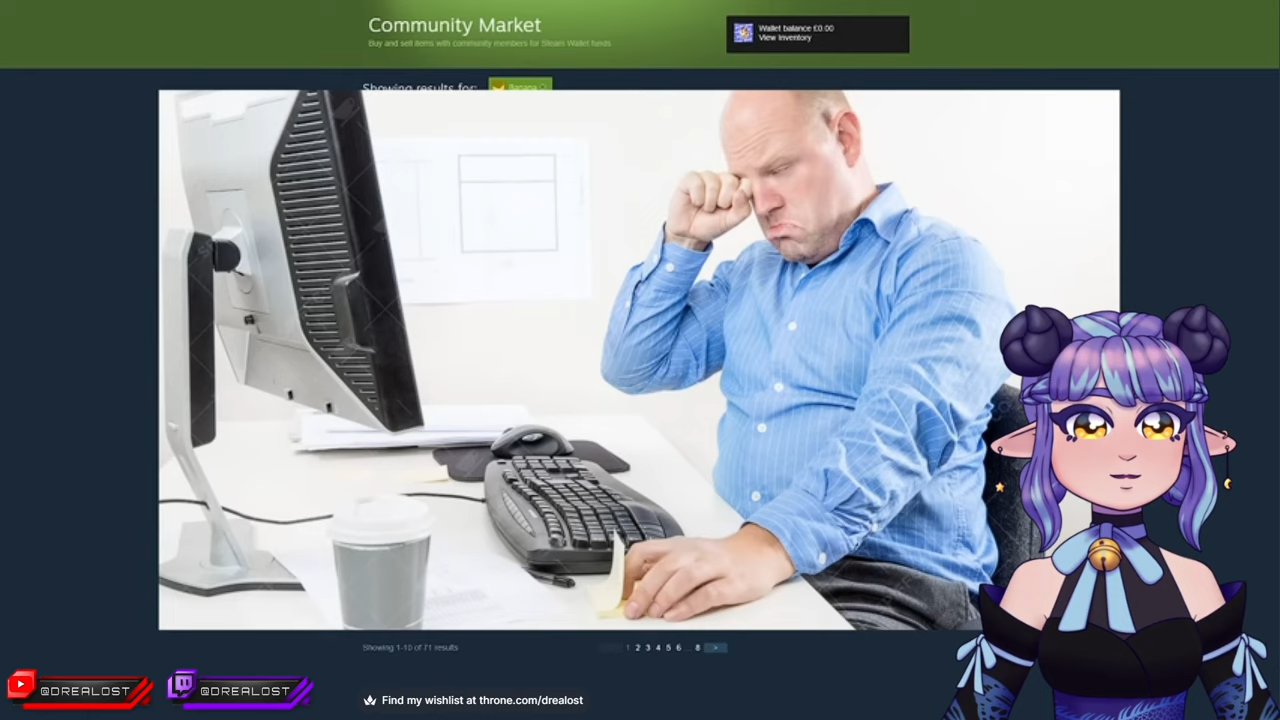 Community Market
Buy and sell items with community members for Steam Wallet funds
Wallet balance £0.00
View Inventory
Showing results for:
Banana
Showing 1-10 of 71 results
1 2 3 4 5 6 ... 8 >
@DREALOST
@DREALOST
Find my wishlist at throne.com/drealost